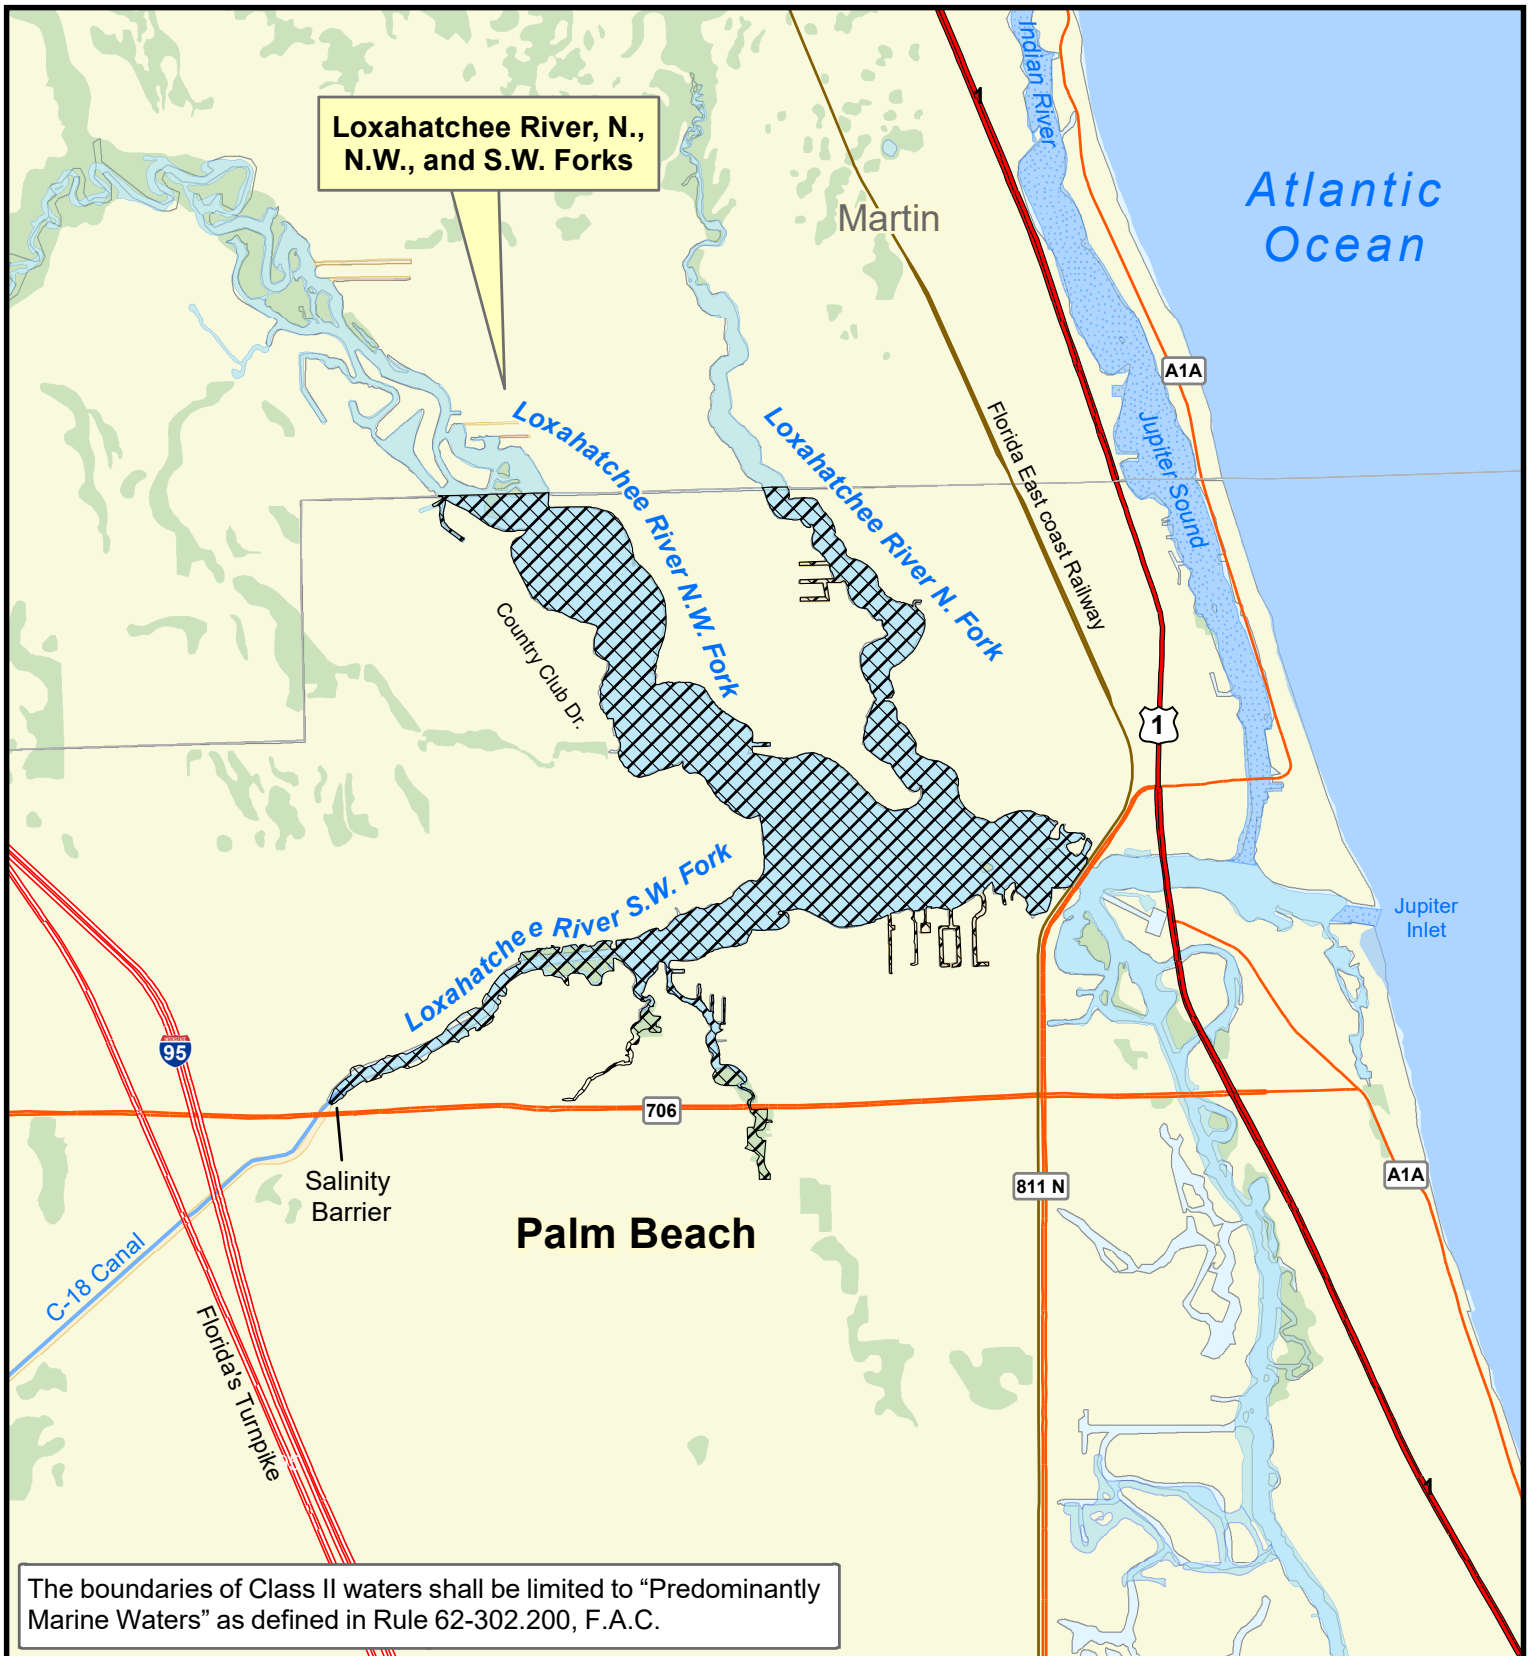 Loxahatchee River, N.,
N.W., and S.W. Forks
1
Indian River
Atlantic
Ocean
Martin
A1A
Loxahatchee River N.W. Fork
Loxahatchee River N. Fork
Florida East coast Railway
Jupiter Sound
Country Club Dr.
1
Loxahatchee River S.W. Fork
Jupiter
Inlet
95
706
Salinity
Barrier
811 N
A1A
Palm Beach
C-18 Canal
Florida's Turnpike
1
The boundaries of Class II waters shall be limited to “Predominantly
Marine Waters” as defined in Rule 62-302.200, F.A.C.